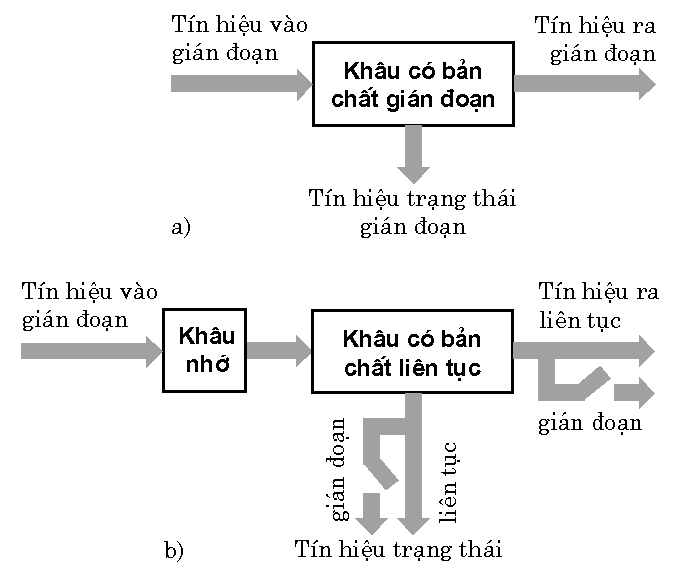 Tín hiệu vào
gián đoạn
Khâu có bản
chất gián đoạn
Tín hiệu ra
gián đoạn
Tín hiệu trạng thái
gián đoạn
a)
Tín hiệu vào
gián đoạn
Khâu
nhớ
Khâu có bản
chất liên tục
Tín hiệu ra
liên tục
gián đoạn
gián đoạn
liên tục
Tín hiệu trạng thái
b)